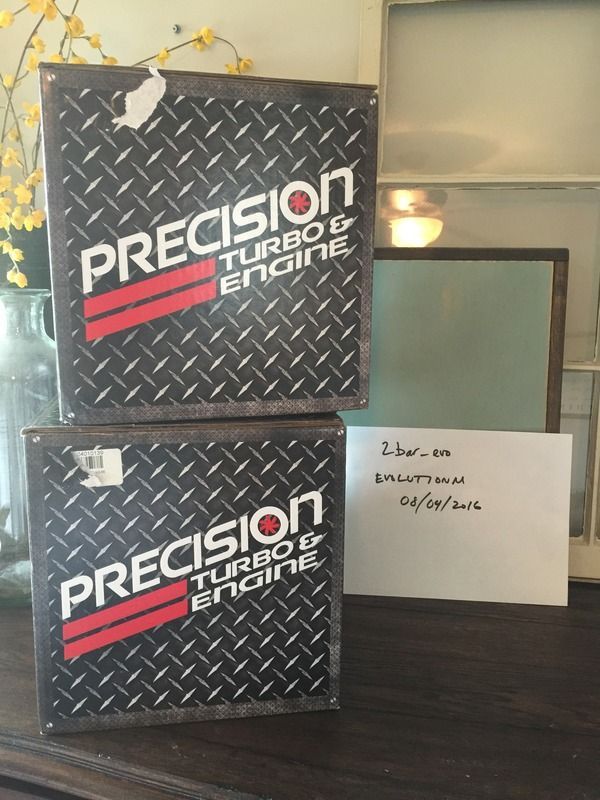 PRECISION
TURBO &
ENGINE
PRECISION
TURBO &
ENGINE
2bar_evo
EVOLUTIONM
08/04/2016